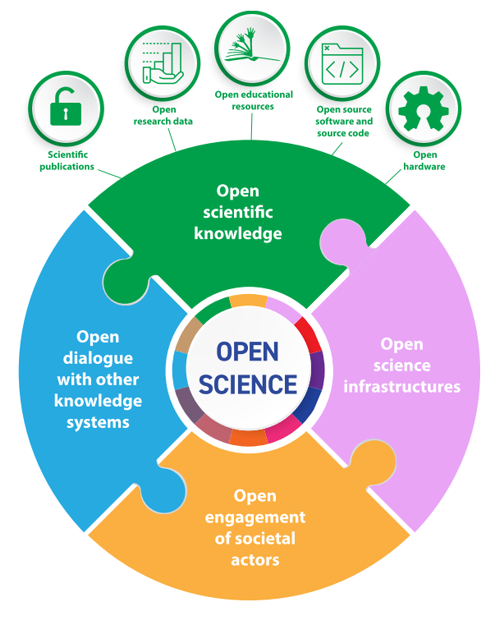 Scientific
publications
Open
research data
Open educational
resources
Open source
software and
source code
Open
hardware
Open
scientific
knowledge
Open
dialogue
with other
knowledge
systems
OPEN
SCIENCE
Open
science
infrastructures
Open
engagement
of societal
actors